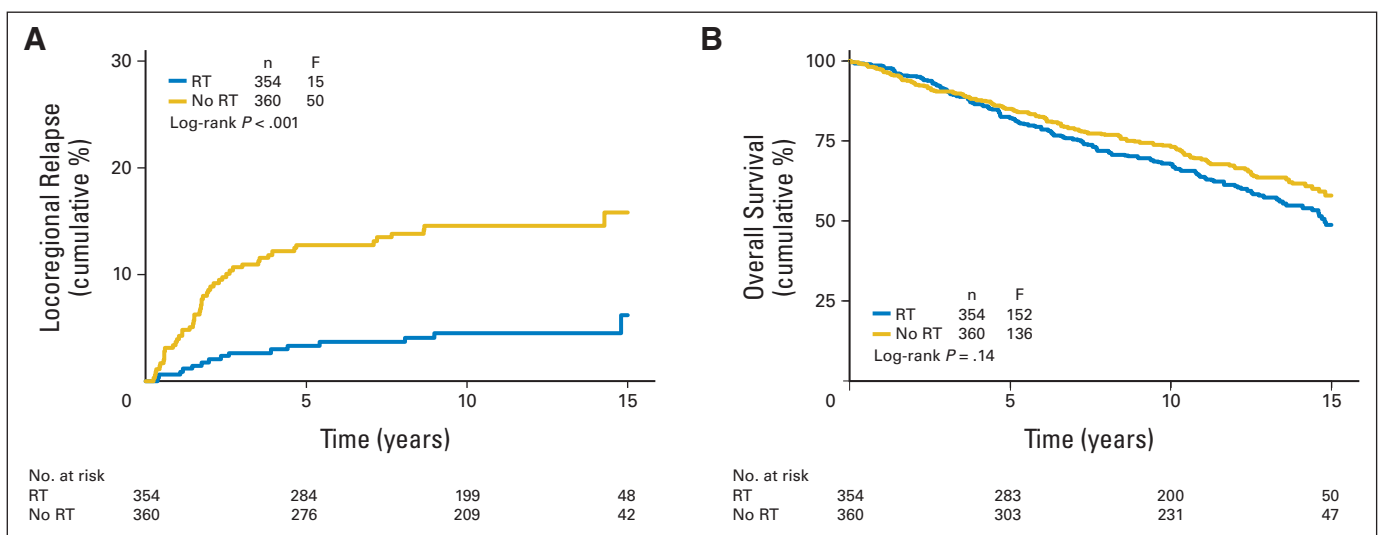 A
Locoregional Relapse
(cumulative %)
30
20
10
n F
RT 354 15
No RT 360 50
Log-rank P < .001
0 5 10 15
Time (years)
No. at risk
RT 354 284 199 48
No RT 360 276 209 42
B
Overall Survival
(cumulative %)
100
75
50
25
n F
RT 354 152
No RT 360 136
Log-rank P = .14
0 5 10 15
Time (years)
No. at risk
RT 354 283 200 50
No RT 360 303 231 47